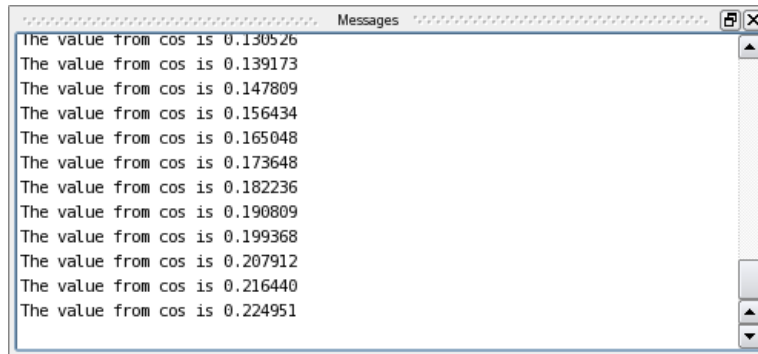 Messages
The value from cos is 0.130526
The value from cos is 0.139173
The value from cos is 0.147809
The value from cos is 0.156434
The value from cos is 0.165048
The value from cos is 0.173648
The value from cos is 0.182236
The value from cos is 0.190809
The value from cos is 0.199368
The value from cos is 0.207912
The value from cos is 0.216440
The value from cos is 0.224951